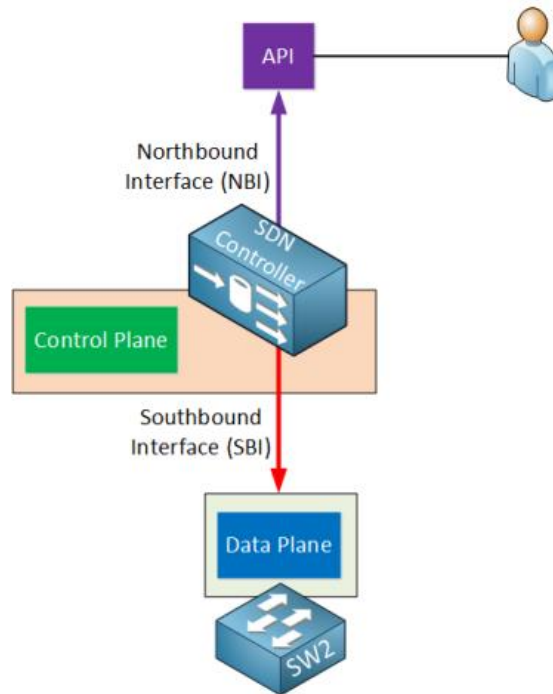 API
Northbound
Interface (NBI)
SDN
Controller
Control Plane
Southbound
Interface (SBI)
Data Plane
SW2